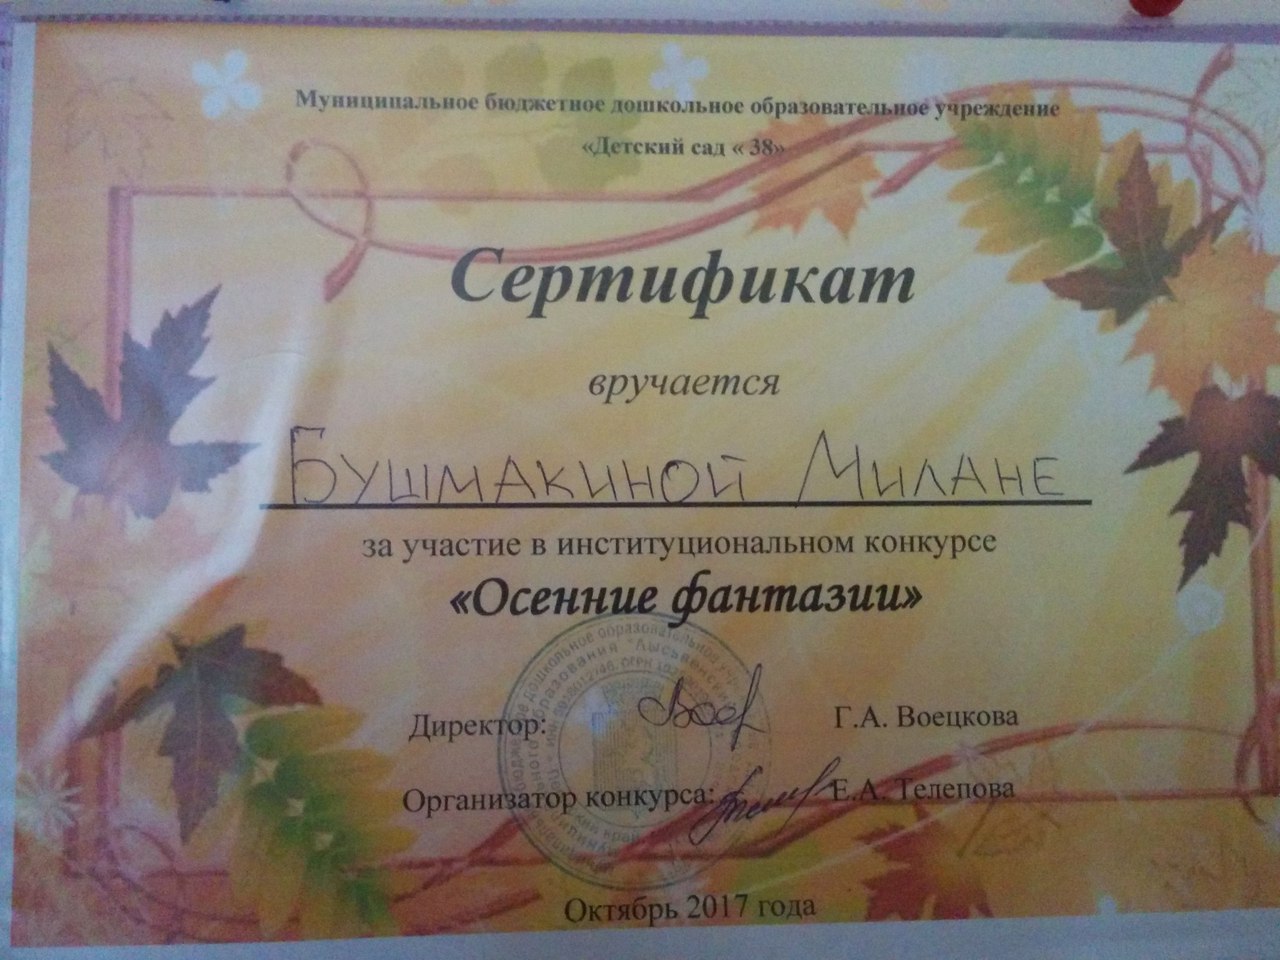 Муниципальное бюджетное дошкольное образовательное учреждение
«Детский сад « 38»
Сертификат
вручается
Бушмакиной Милане
за участие в институциональном конкурсе
«Осенние фантазии»
Директор: Г.А. Воецкова
Организатор конкурса: Е.А. Телепова
Октябрь 2017 года